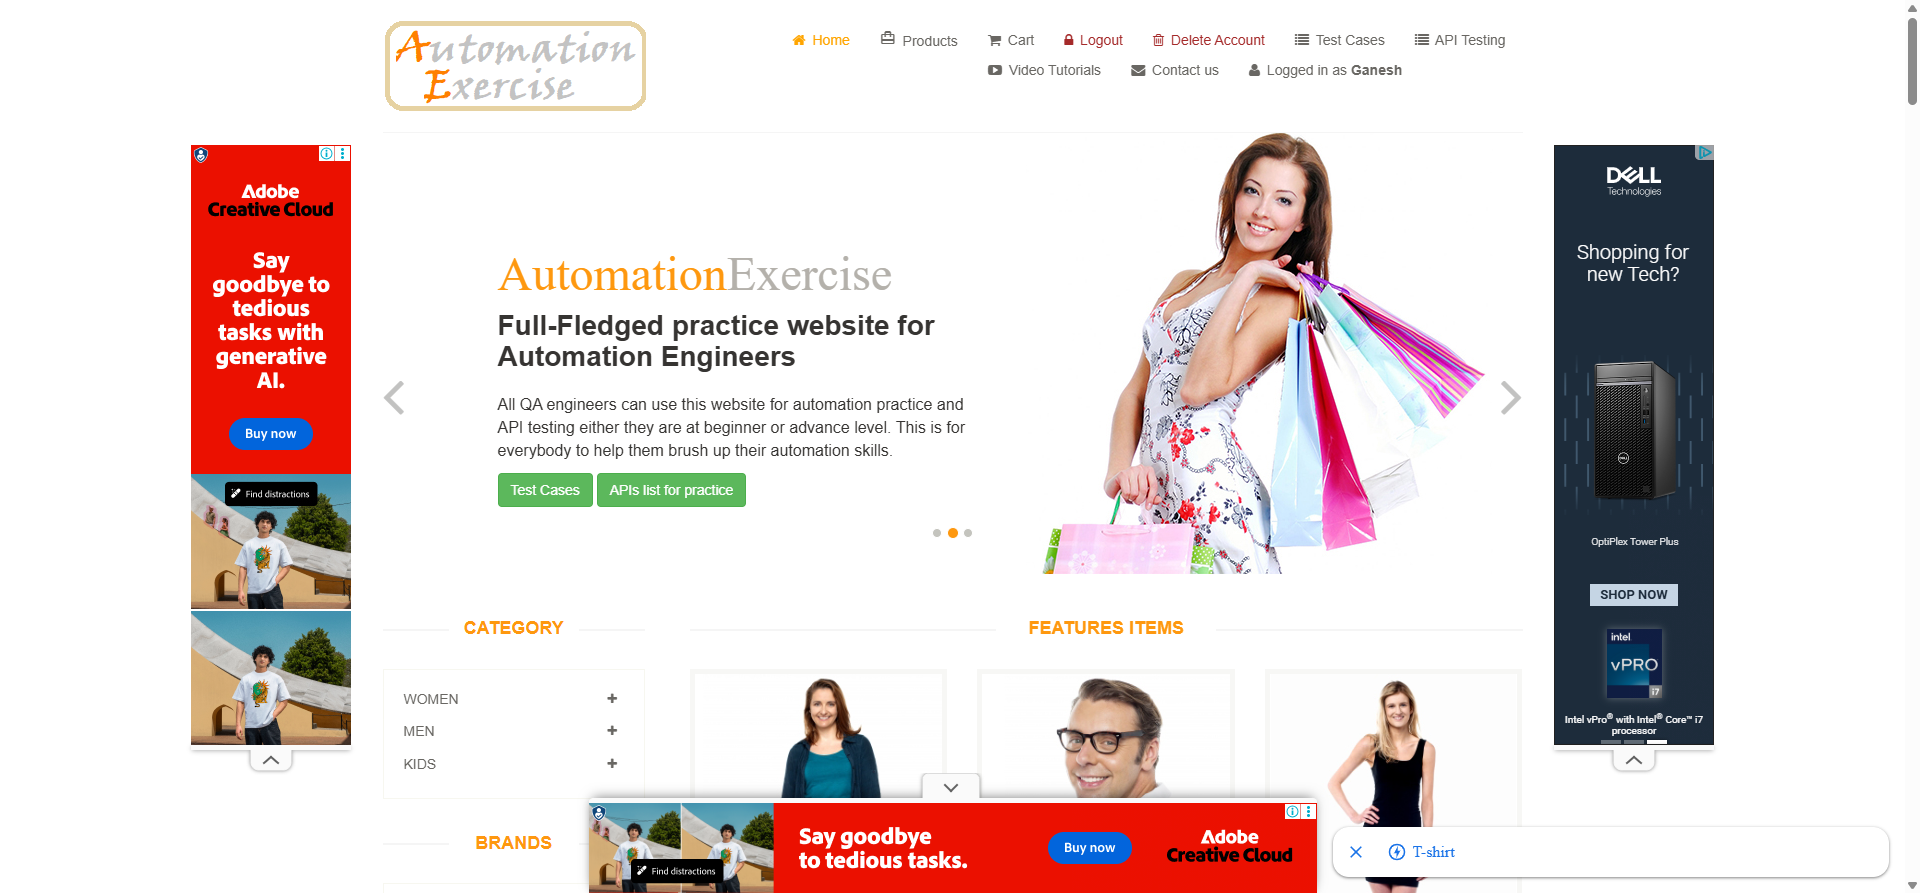 Automation
Exercise
Home
Products
Cart
Logout
Delete Account
Test Cases
API Testing
Video Tutorials
Contact us
Logged in as Ganesh
Adobe
Creative Cloud
Say
goodbye to
tedious
tasks with
generative
AI.
Buy now
Find distractions
AutomationExercise
Full-Fledged practice website for
Automation Engineers
All QA engineers can use this website for automation practice and
API testing either they are at beginner or advance level. This is for
everybody to help them brush up their automation skills.
Test Cases
APIs list for practice
DELL
Technologies
Shopping for
new Tech?
DELL
OptiPlex Tower Plus
SHOP NOW
intel
vPRO
i7
Intel vPro® with Intel® Core™ i7
processor
CATEGORY
WOMEN
MEN
KIDS
BRANDS
FEATURES ITEMS
Find distractions
Say goodbye
to tedious tasks.
Buy now
Adobe
Creative Cloud
T-shirt